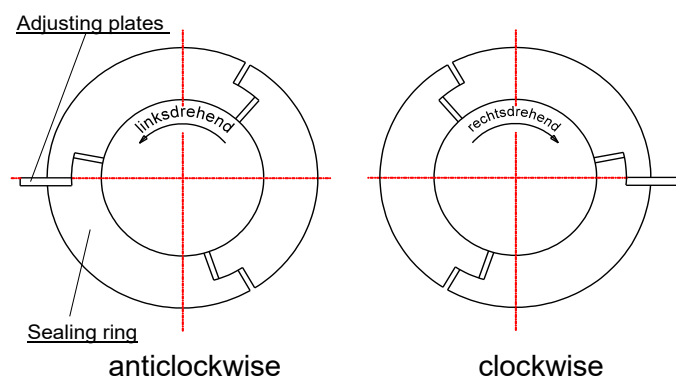 Adjusting plates
linksdrehend
rechtsdrehend
Sealing ring
anticlockwise
clockwise